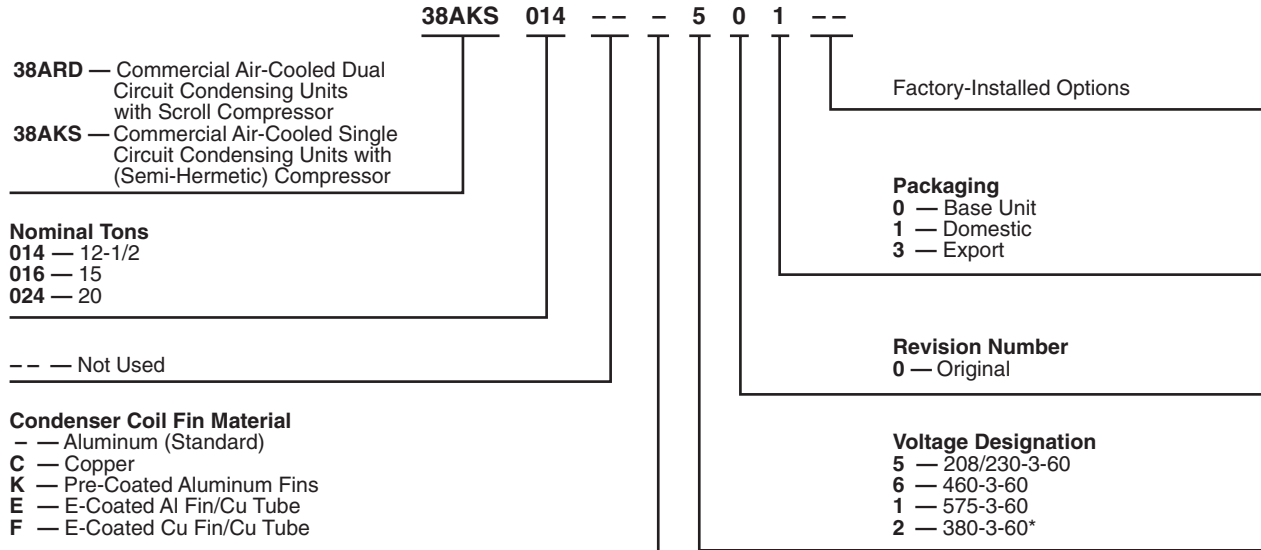 38AKS 014 – – – 5 0 1 – –
38ARD — Commercial Air-Cooled Dual
Circuit Condensing Units
with Scroll Compressor
38AKS — Commercial Air-Cooled Single
Circuit Condensing Units with
(Semi-Hermetic) Compressor
Nominal Tons
014 — 12-1/2
016 — 15
024 — 20
– – — Not Used
Condenser Coil Fin Material
– — Aluminum (Standard)
C — Copper
K — Pre-Coated Aluminum Fins
E — E-Coated Al Fin/Cu Tube
F — E-Coated Cu Fin/Cu Tube
Factory-Installed Options
Packaging
0 — Base Unit
1 — Domestic
3 — Export
Revision Number
0 — Original
Voltage Designation
5 — 208/230-3-60
6 — 460-3-60
1 — 575-3-60
2 — 380-3-60*